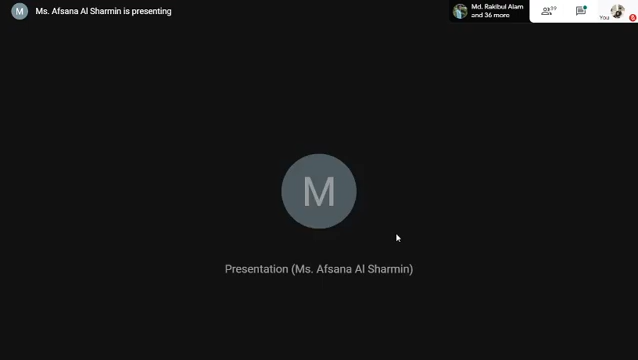 M Ms. Afsana Al Sharmin is presenting
Md. Rakibul Alam
and 36 more
39
You
M
Presentation (Ms. Afsana Al Sharmin)